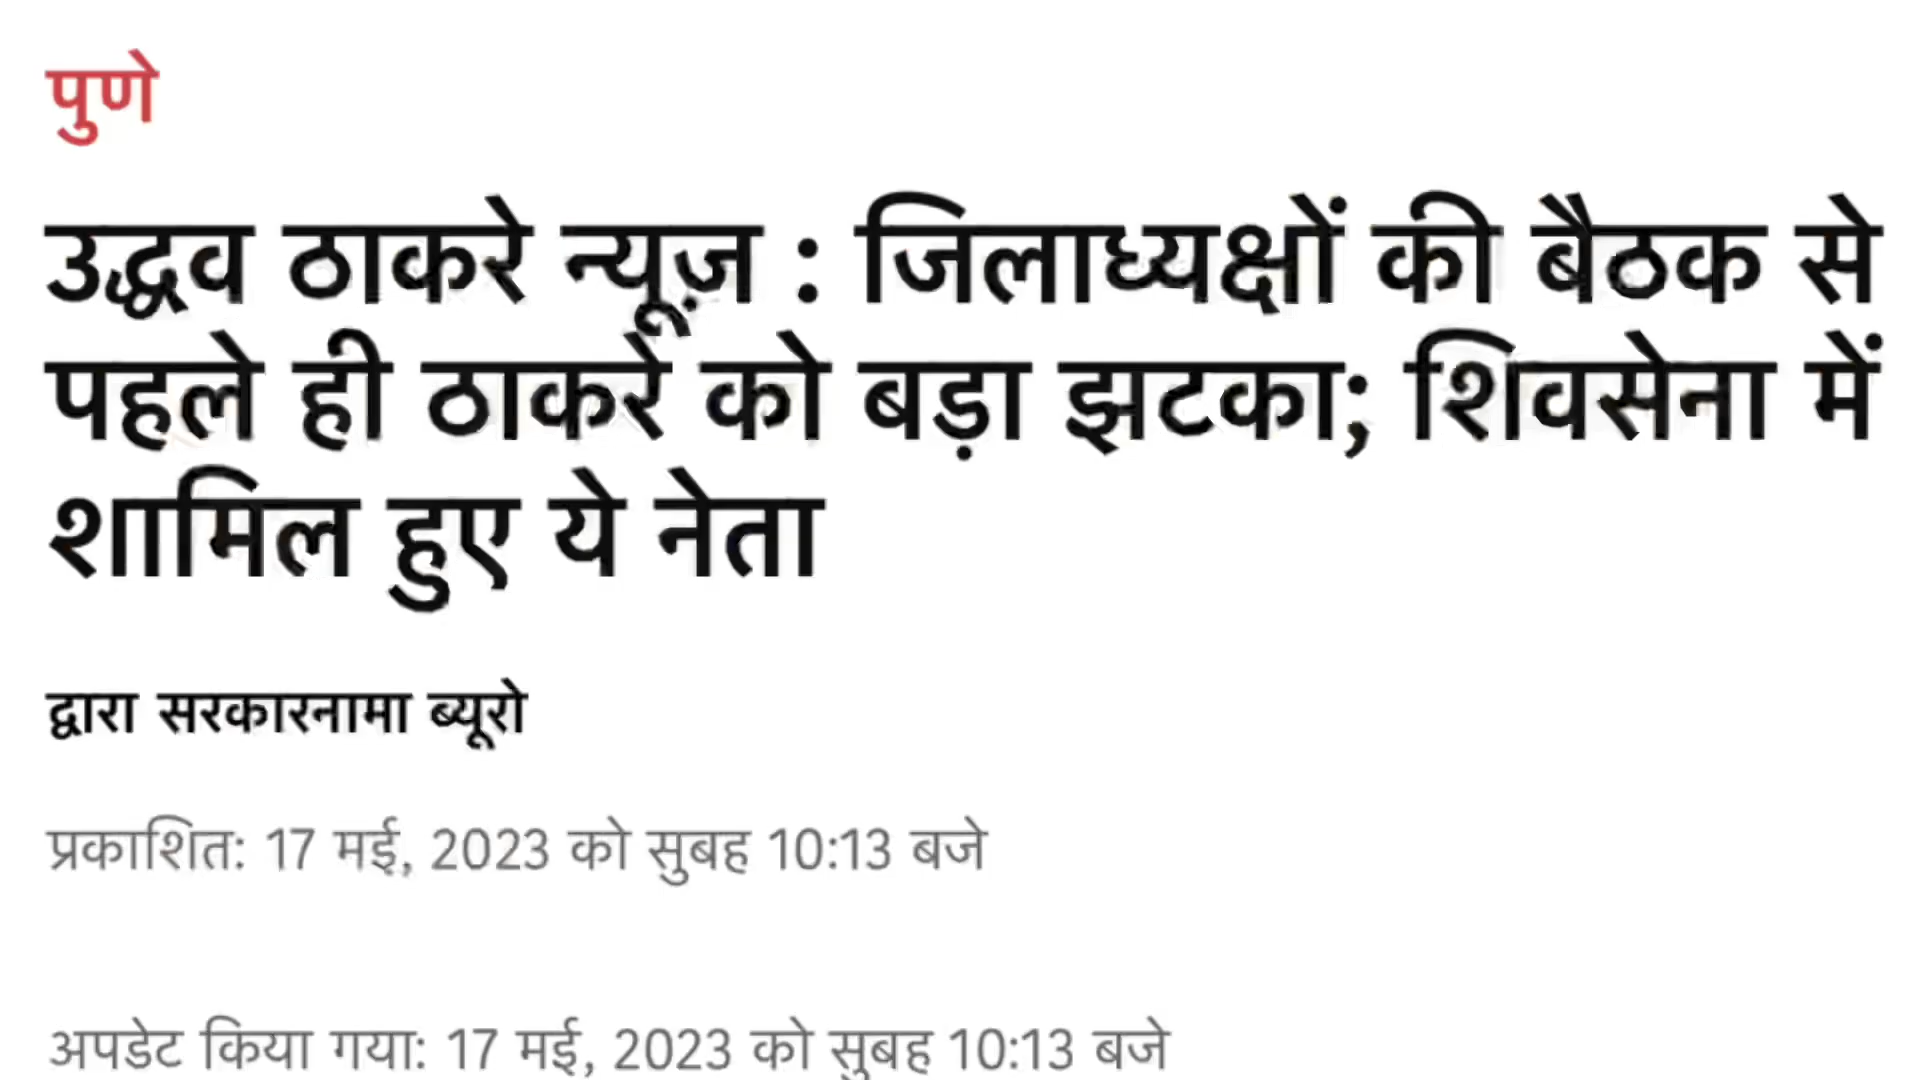 पुणे
उद्धव ठाकरे न्यूज़ : जिलाध्यक्षों की बैठक से
पहले ही ठाकरे को बड़ा झटका; शिवसेना में
शामिल हुए ये नेता
द्वारा सरकारनामा ब्यूरो
प्रकाशित: 17 मई, 2023 को सुबह 10:13 बजे
अपडेट किया गया: 17 मई, 2023 को सुबह 10:13 बजे